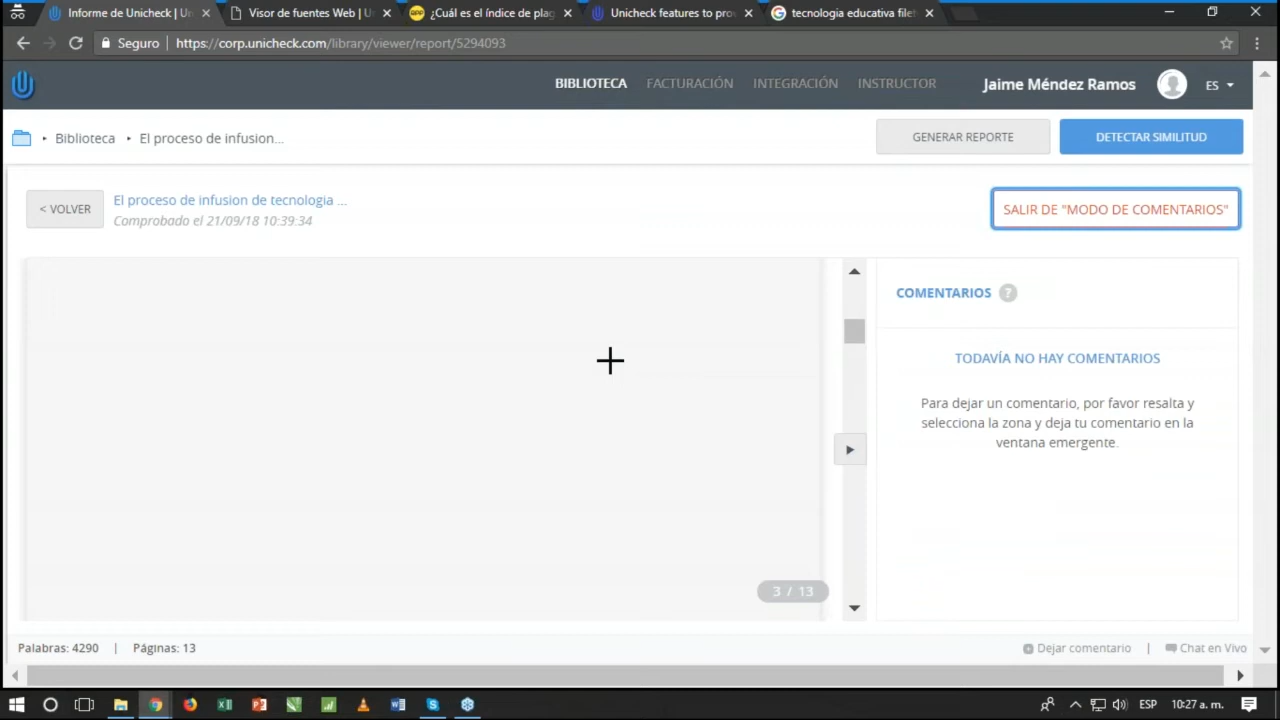 Informe de Unicheck | Un
Visor de fuentes Web | U
¿Cuál es el índice de plag
Unicheck features to prov
tecnologia educativa filet
Seguro | https://corp.unicheck.com/library/viewer/report/5294093
BIBLIOTECA FACTURACIÓN INTEGRACIÓN INSTRUCTOR Jaime Méndez Ramos ES
Biblioteca El proceso de infusion... GENERAR REPORTE DETECTAR SIMILITUD
< VOLVER
El proceso de infusion de tecnologia ...
Comprobado el 21/09/18 10:39:34
SALIR DE "MODO DE COMENTARIOS"
COMENTARIOS ?
TODAVÍA NO HAY COMENTARIOS
Para dejar un comentario, por favor resalta y
selecciona la zona y deja tu comentario en la
ventana emergente.
3 / 13
Palabras: 4290 | Páginas: 13 Dejar comentario | Chat en Vivo
ESP 10:27 a. m.